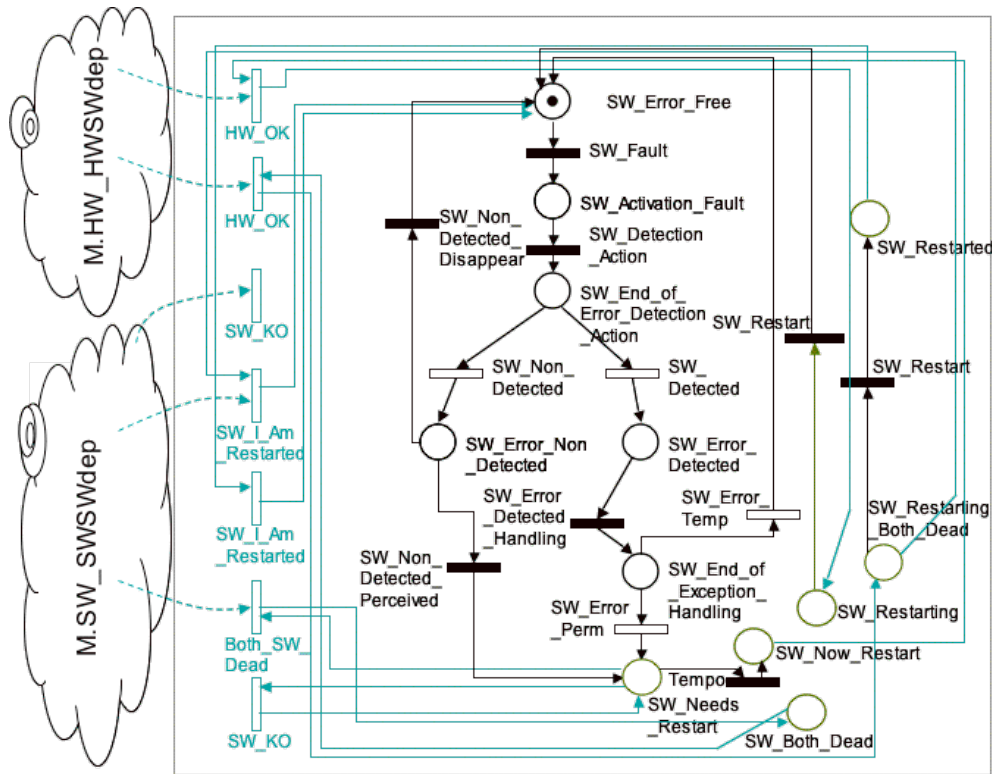 M.HW_HWSWdep
M.SW_SWSWdep
HW_OK
HW_OK
SW_KO
SW_I_Am
_Restarted
SW_I_Am
_Restarted
Both_SW_
Dead
SW_KO
SW_Error_Free
SW_Fault
SW_Activation_Fault
SW_Detection
_Action
SW_End_of_
Error_Detection
_Action
SW_Non_
Detected_
Disappear
SW_Non_
Detected
SW_
Detected
SW_Error_Non
_Detected
SW_Error_
Detected
SW_Error
_Detected
_Handling
SW_Error_
Temp
SW_Non_
Detected_
Perceived
SW_End_of
_Exception_
Handling
SW_Error
_Perm
Tempo
SW_Needs
_Restart
SW_Now_Restart
SW_Both_Dead
SW_Restarting
SW_Restarting
_Both_Dead
SW_Restart
SW_Restart
SW_Restarted